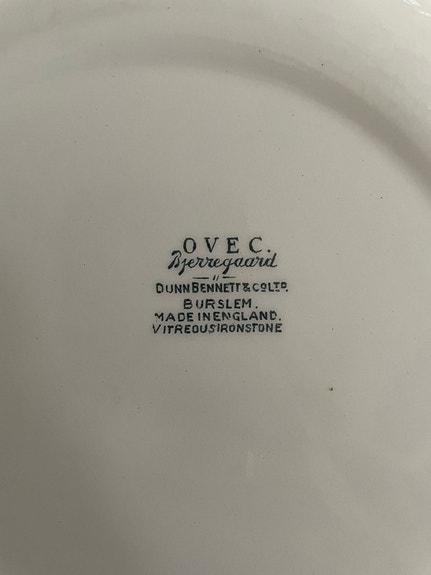 OVEC.
Bjerregaard
DUNN BENNETT & CO LTD.
BURSLEM.
MADE IN ENGLAND.
VITREOUS IRONSTONE